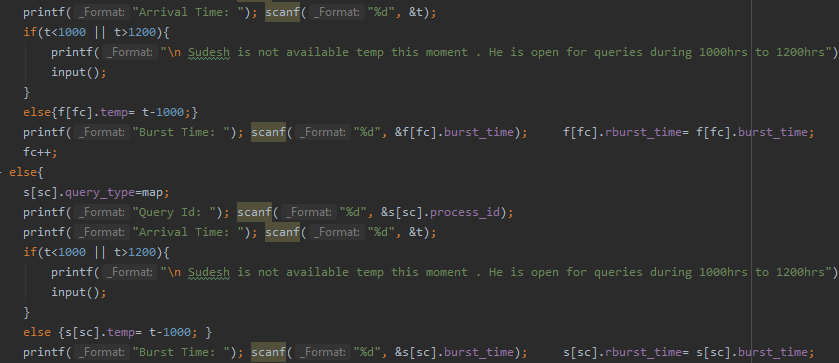 printf( _Format: "Arrival Time: "); scanf( _Format: "%d", &t);
if(t<1000 || t>1200){
printf( _Format: "\n Sudesh is not available temp this moment . He is open for queries during 1000hrs to 1200hrs")
input();
}
else{f[fc].temp= t-1000;}
printf( _Format: "Burst Time: "); scanf( _Format: "%d", &f[fc].burst_time); f[fc].rburst_time= f[fc].burst_time;
fc++;
else{
s[sc].query_type=map;
printf( _Format: "Query Id: "); scanf( _Format: "%d", &s[sc].process_id);
printf( _Format: "Arrival Time: "); scanf( _Format: "%d", &t);
if(t<1000 || t>1200){
printf( _Format: "\n Sudesh is not available temp this moment . He is open for queries during 1000hrs to 1200hrs")
input();
}
else {s[sc].temp= t-1000; }
printf( _Format: "Burst Time: "); scanf( _Format: "%d", &s[sc].burst_time); s[sc].rburst_time= s[sc].burst_time;